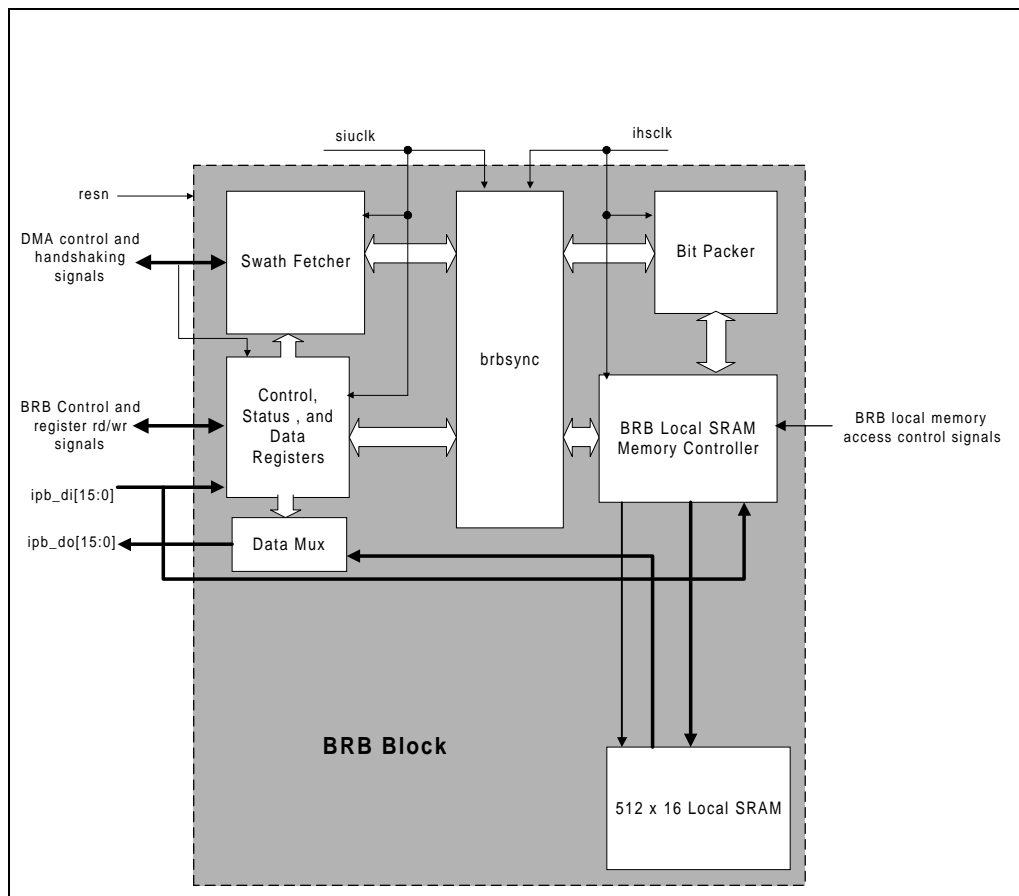 siuclk
ihsclk
resn
DMA control and
handshaking
signals
Swath Fetcher
Bit Packer
brbsync
Control,
Status , and
Data
Registers
BRB Control and
register rd/wr
signals
BRB Local SRAM
Memory Controller
BRB local memory
access control signals
ipb_di[15:0]
ipb_do[15:0]
Data Mux
BRB Block
512 x 16 Local SRAM